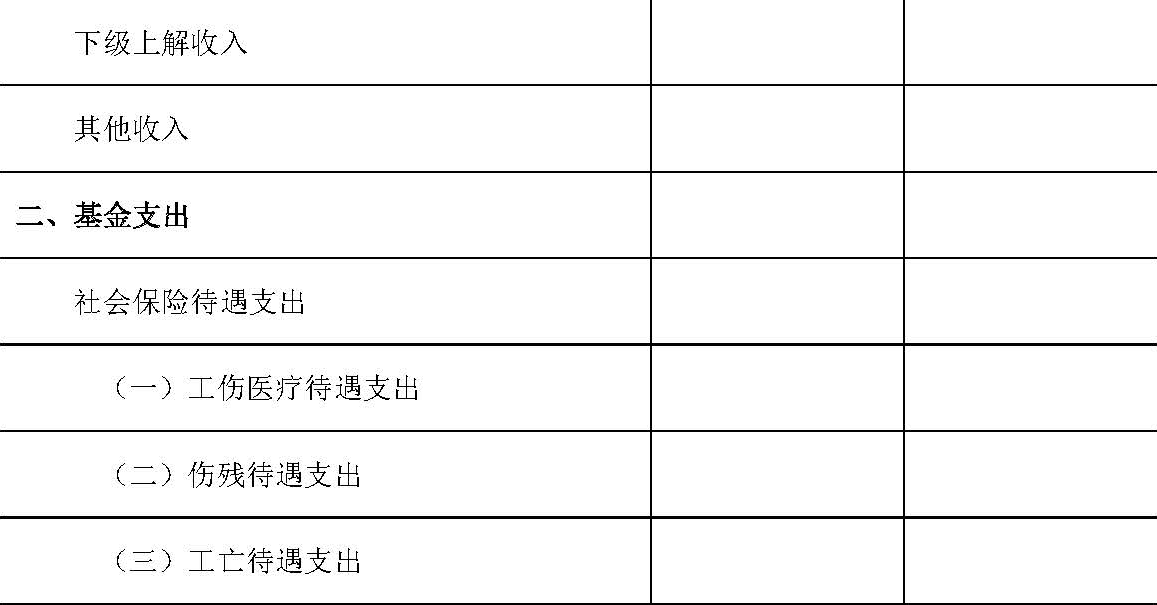 下级上解收入
其他收入
二、基金支出
社会保险待遇支出
（一）工伤医疗待遇支出
（二）伤残待遇支出
（三）工亡待遇支出